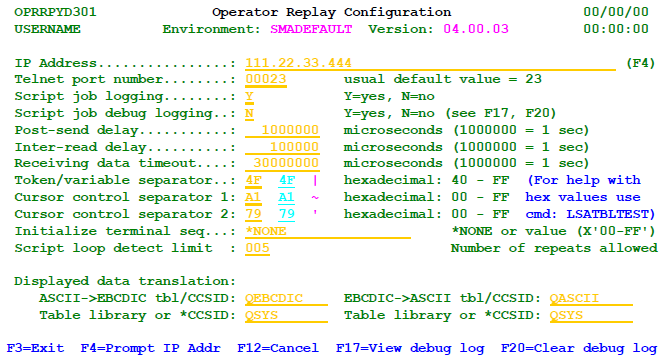 OPRRPYD301 Operator Replay Configuration 00/00/00
USERNAME Environment: SMADEFAULT Version: 04.00.03 00:00:00
IP Address................: 111.22.33.444 (F4)
Telnet port number........: 00023 usual default value = 23
Script job logging........: Y Y=yes, N=no
Script job debug logging..: N Y=yes, N=no (see F17, F20)
Post-send delay...........: 1000000 microseconds (1000000 = 1 sec)
Inter-read delay..........: 100000 microseconds (1000000 = 1 sec)
Receiving data timeout....: 30000000 microseconds (1000000 = 1 sec)
Token/variable separator..: 4F 4F | hexadecimal: 40 - FF (For help with
Cursor control separator 1: A1 A1 ~ hexadecimal: 00 - FF hex values use
Cursor control separator 2: 79 79 ' hexadecimal: 00 - FF cmd: LSATBLTEST)
Initialize terminal seq...: *NONE *NONE or value (X'00-FF')
Script loop detect limit : 005 Number of repeats allowed
Displayed data translation:
ASCII->EBCDIC tbl/CCSID: QEBCDIC EBCDIC->ASCII tbl/CCSID: QASCII
Table library or *CCSID: QSYS Table library or *CCSID: QSYS
F3=Exit F4=Prompt IP Addr F12=Cancel F17=View debug log F20=Clear debug log